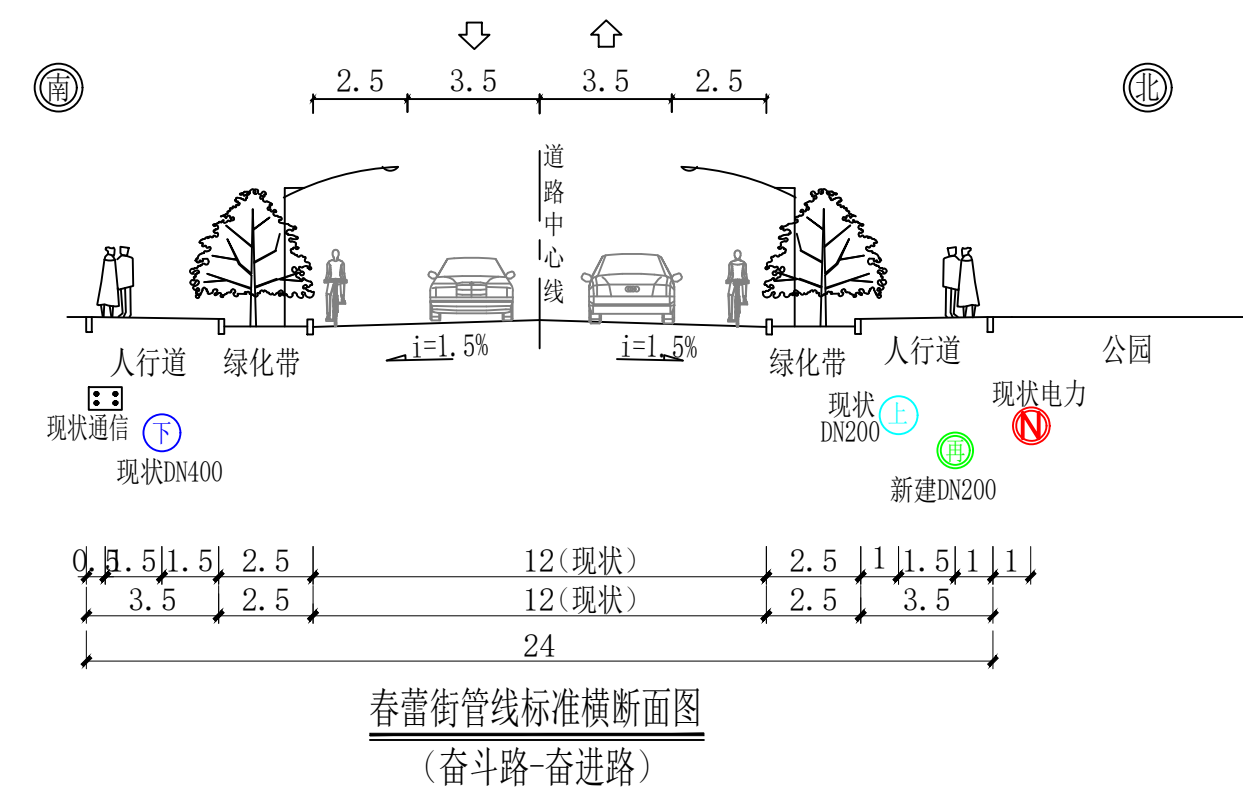 2.5 3.5 3.5 2.5
南
北
道路中心线
i=1.5% i=1.5%
人行道 绿化带 绿化带 人行道 公园
现状通信
下
现状DN400
现状
DN200
上
现状电力
N
再
新建DN200
0.5 1.5 1.5 2.5 12(现状) 2.5 1 1.5 1 1
3.5 2.5 12(现状) 2.5 3.5
24
春蕾街管线标准横断面图
(奋斗路-奋进路)